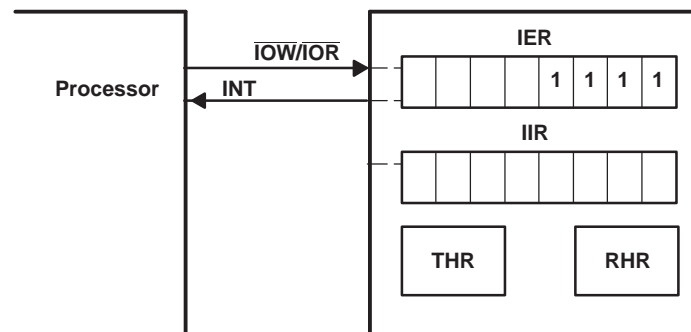 IER
IOW/IOR
Processor
INT
1 1 1 1
IIR
THR
RHR